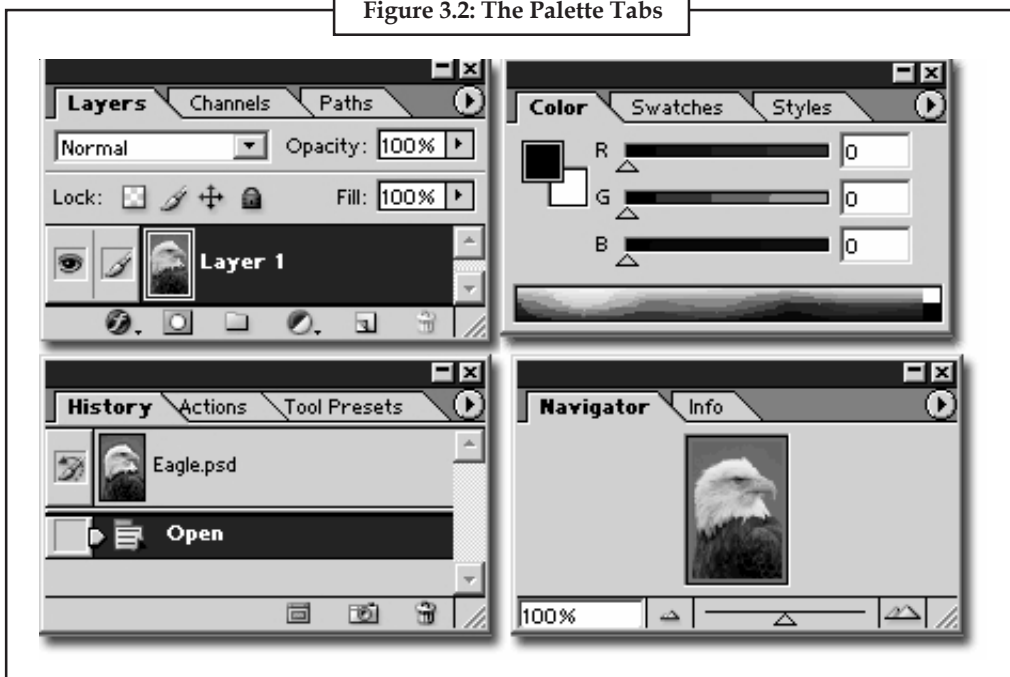 Figure 3.2: The Palette Tabs
Layers Channels Paths
Normal Opacity: 100%
Lock: Fill: 100%
Layer 1
Color Swatches Styles
R 0
G 0
B 0
History Actions Tool Presets
Eagle.psd
Open
Navigator Info
100%